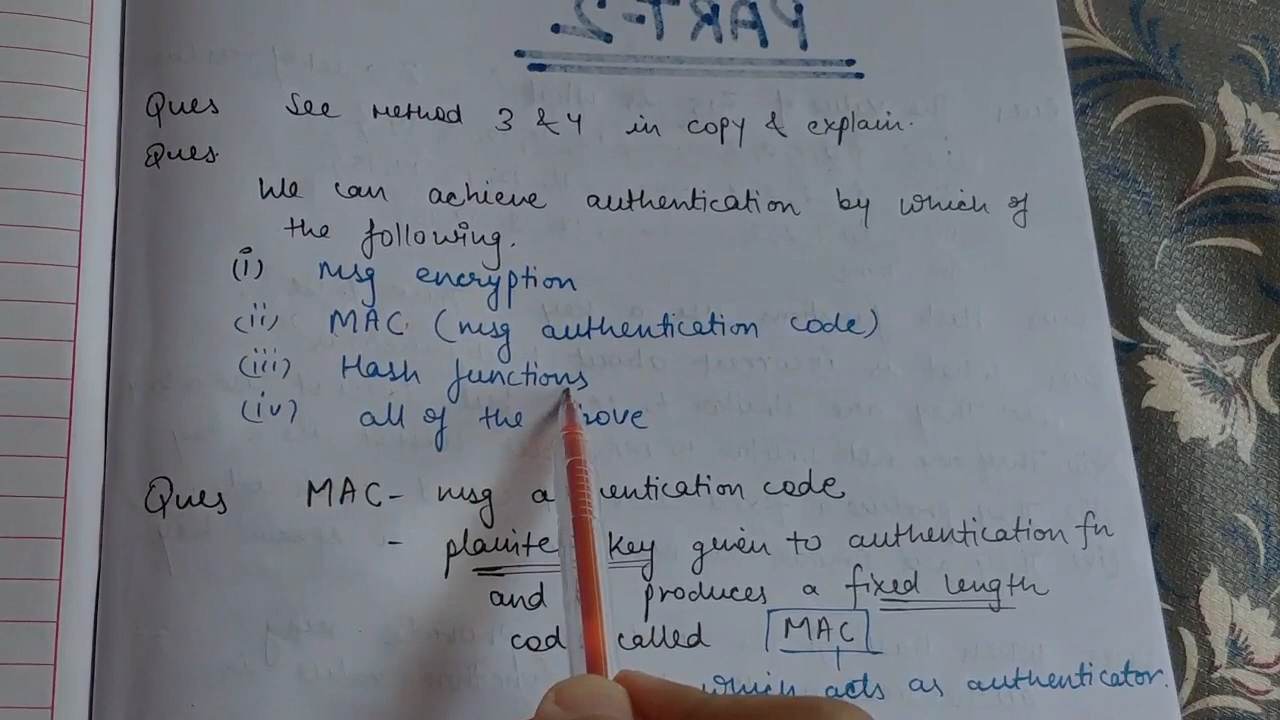 PART-2.
Ques See method 3 & 4 in copy & explain.
Ques
We can achieve authentication by which of
the following.
(i) msg encryption
(ii) MAC (msg authentication code)
(iii) Hash functions
(iv) all of the
Ques MAC- msg code
- key given to authentication fn
and produces a fixed length
called MAC
which acts as authenticator.